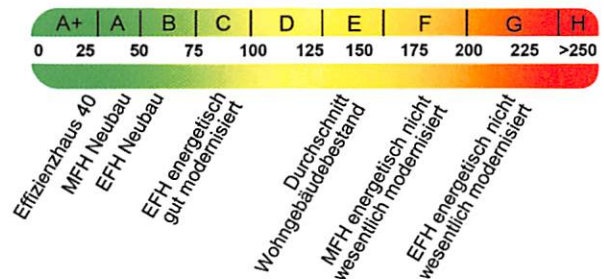 A+ A B C D E F G H
0 25 50 75 100 125 150 175 200 225 >250
Effizienzhaus 40
MFH Neubau
EFH Neubau
EFH energetisch
gut modernisiert
Durchschnitt
Wohngebäudebestand
MFH energetisch nicht
wesentlich modernisiert
EFH energetisch nicht
wesentlich modernisiert